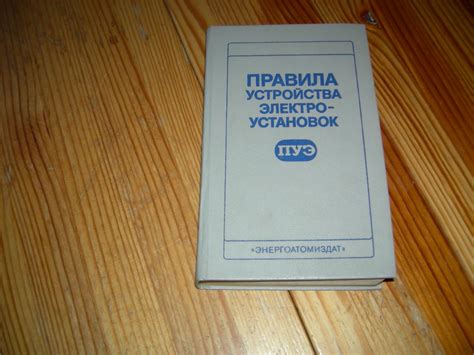 ПРАВИЛА
УСТРОЙСТВА
ЭЛЕКТРО-
УСТАНОВОК
ПУЭ
«ЭНЕРГОАТОМИЗДАТ»